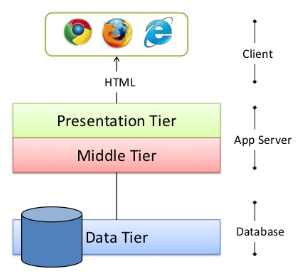 Client
HTML
Presentation Tier
Middle Tier
App Server
Data Tier
Database